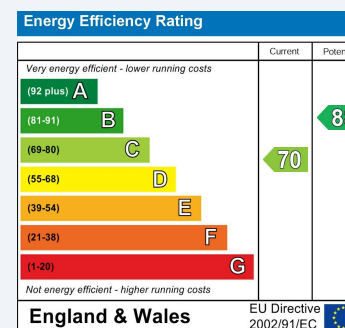 Energy Efficiency Rating
Current
Very energy efficient - lower running costs
(92 plus) A
(81-91) B
8
(69-80) C
70
(55-68) D
(39-54) E
(21-38) F
(1-20) G
Not energy efficient - higher running costs
England & Wales
EU Directive
2002/91/EC